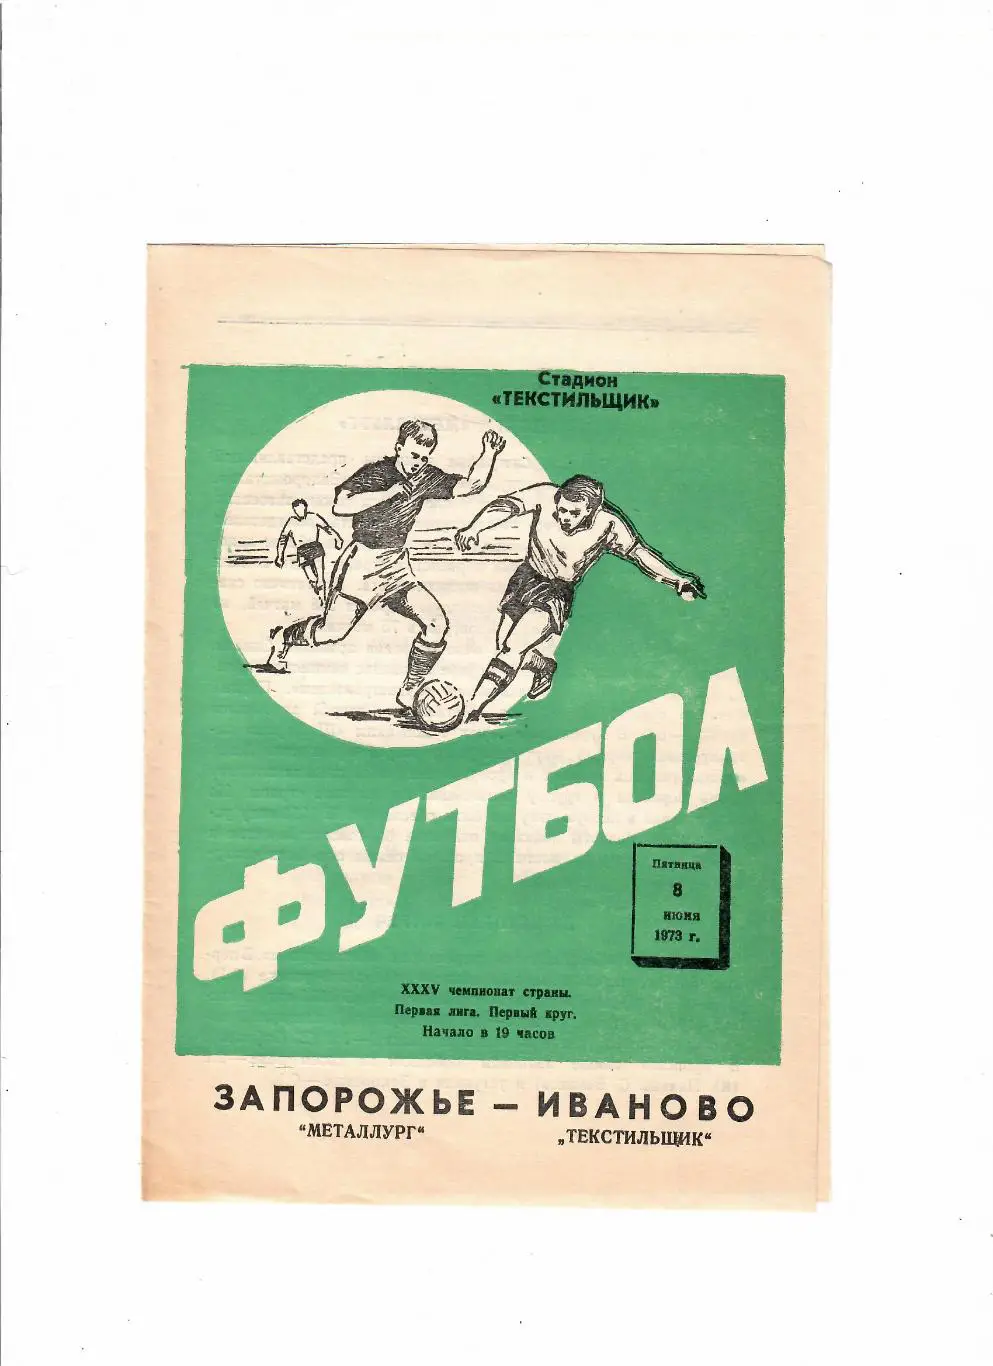 Стадион
«ТЕКСТИЛЬЩИК»
ФУТБОЛ
Пятница
8
июня
1973 г.
XXXV чемпионат страны.
Первая лига. Первый круг.
Начало в 19 часов
ЗАПОРОЖЬЕ — ИВАНОВО
"МЕТАЛЛУРГ" „ТЕКСТИЛЬЩИК"